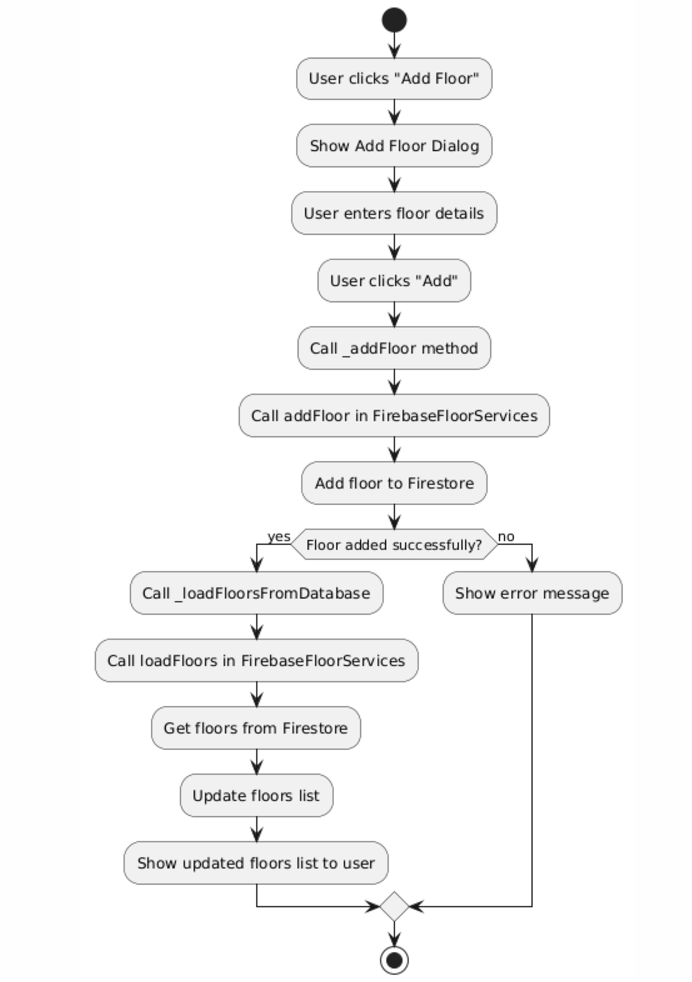 User clicks "Add Floor"
Show Add Floor Dialog
User enters floor details
User clicks "Add"
Call _addFloor method
Call addFloor in FirebaseFloorServices
Add floor to Firestore
Floor added successfully?
yes
no
Call _loadFloorsFromDatabase
Show error message
Call loadFloors in FirebaseFloorServices
Get floors from Firestore
Update floors list
Show updated floors list to user